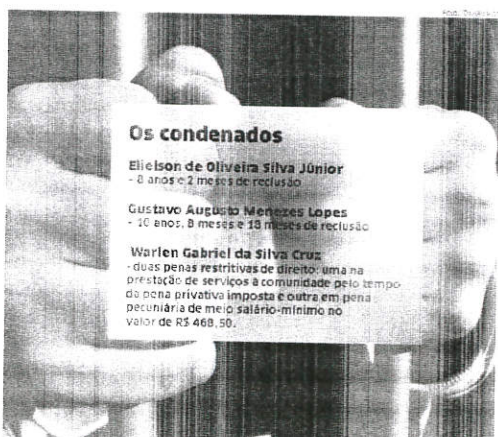 Os condenados
Elielson de Oliveira Silva Júnior
- 8 anos e 2 meses de reclusão
Gustavo Augusto Menezes Lopes
- 10 anos, 8 meses e 18 meses de reclusão
Warlen Gabriel da Silva Cruz
- duas penas restritivas de direito: uma na
prestação de serviços à comunidade pelo tempo
da pena privativa imposta e outra em pena
pecuniária de meio salário-mínimo no
valor de R$ 468,50.